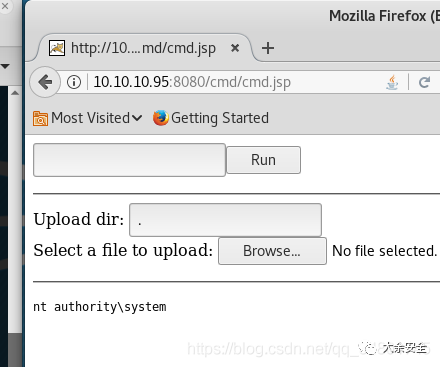 Mozilla Firefox (E
http://10....md/cmd.jsp
10.10.10.95:8080/cmd/cmd.jsp
Most Visited
Getting Started
Run
Upload dir: .
Select a file to upload: Browse... No file selected.
nt authority\system
https://blog.csdn.net/qq_
大余安全